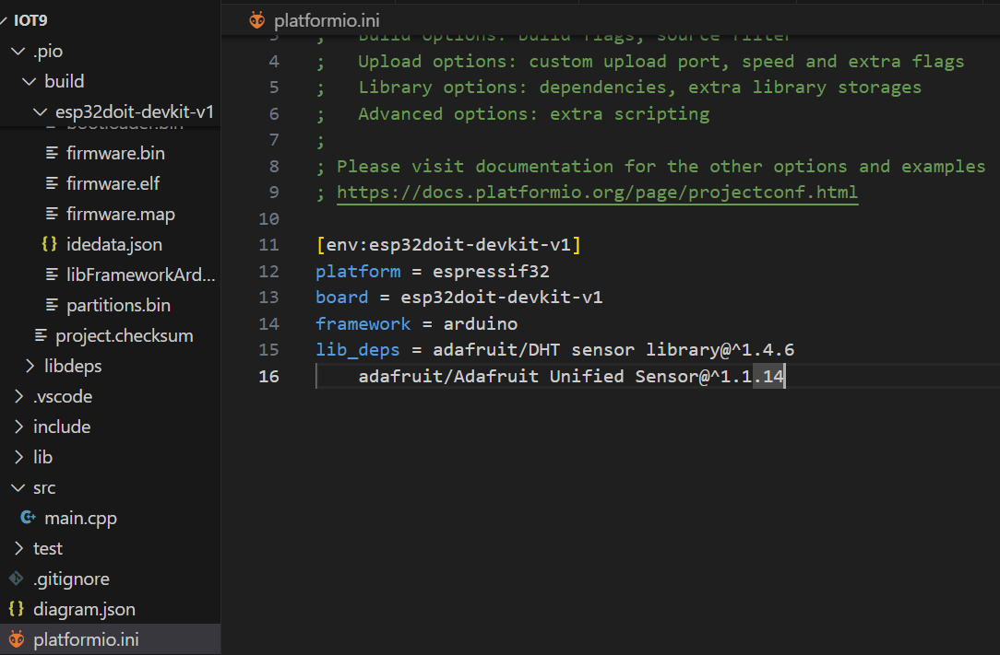 IOT9
.pio
build
esp32doit-devkit-v1
bootloader.bin
firmware.bin
firmware.elf
firmware.map
idedata.json
libFrameworkArd...
partitions.bin
project.checksum
libdeps
.vscode
include
lib
src
main.cpp
test
.gitignore
diagram.json
platformio.ini
platformio.ini
3 ;   Build options: build flags, source filter
4 ;   Upload options: custom upload port, speed and extra flags
5 ;   Library options: dependencies, extra library storages
6 ;   Advanced options: extra scripting
7 ;
8 ; Please visit documentation for the other options and examples
9 ; https://docs.platformio.org/page/projectconf.html
10
11 [env:esp32doit-devkit-v1]
12 platform = espressif32
13 board = esp32doit-devkit-v1
14 framework = arduino
15 lib_deps = adafruit/DHT sensor library@^1.4.6
16     adafruit/Adafruit Unified Sensor@^1.1.14